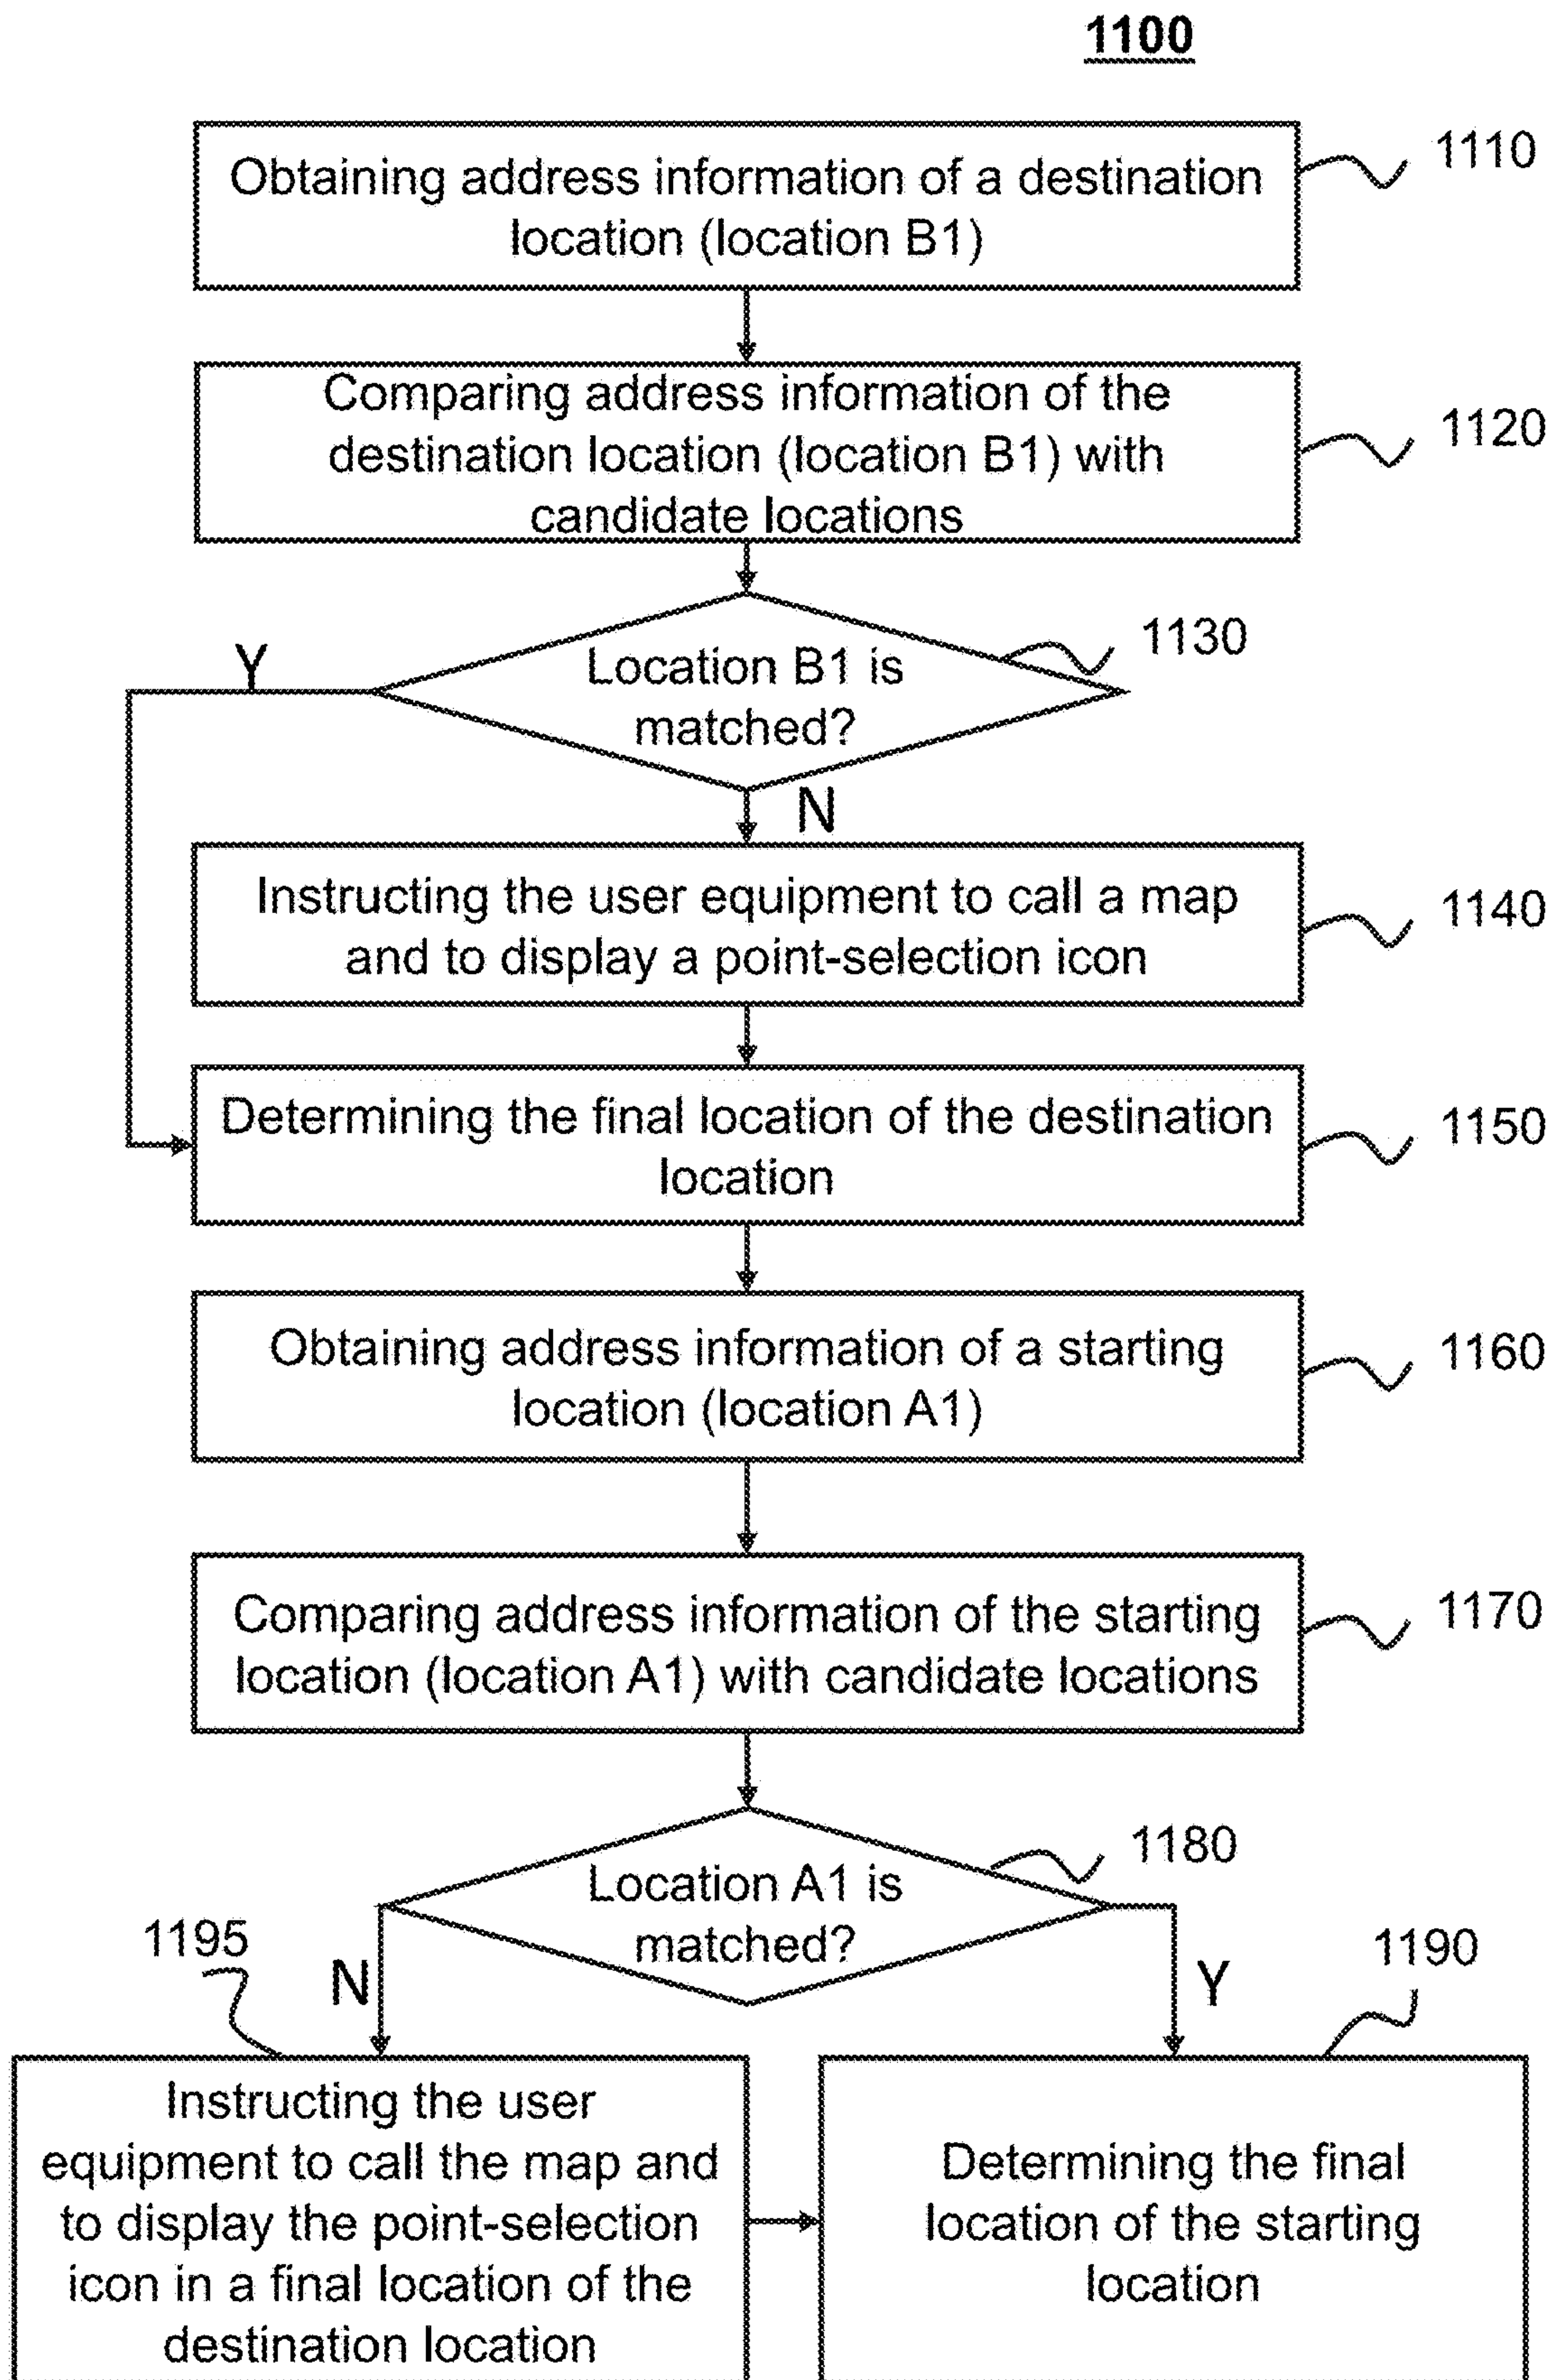 1100
Obtaining address information of a destination
location (location B1)
1110
Comparing address information of the
destination location (location B1) with
candidate locations
1120
Location B1 is
matched?
1130
Y
N
Instructing the user equipment to call a map
and to display a point-selection icon
1140
Determining the final location of the destination
location
1150
Obtaining address information of a starting
location (location A1)
1160
Comparing address information of the starting
location (location A1) with candidate locations
1170
Location A1 is
matched?
1180
1195
N
Y
1190
Instructing the user
equipment to call the map and
to display the point-selection
icon in a final location of the
destination location
Determining the final
location of the starting
location